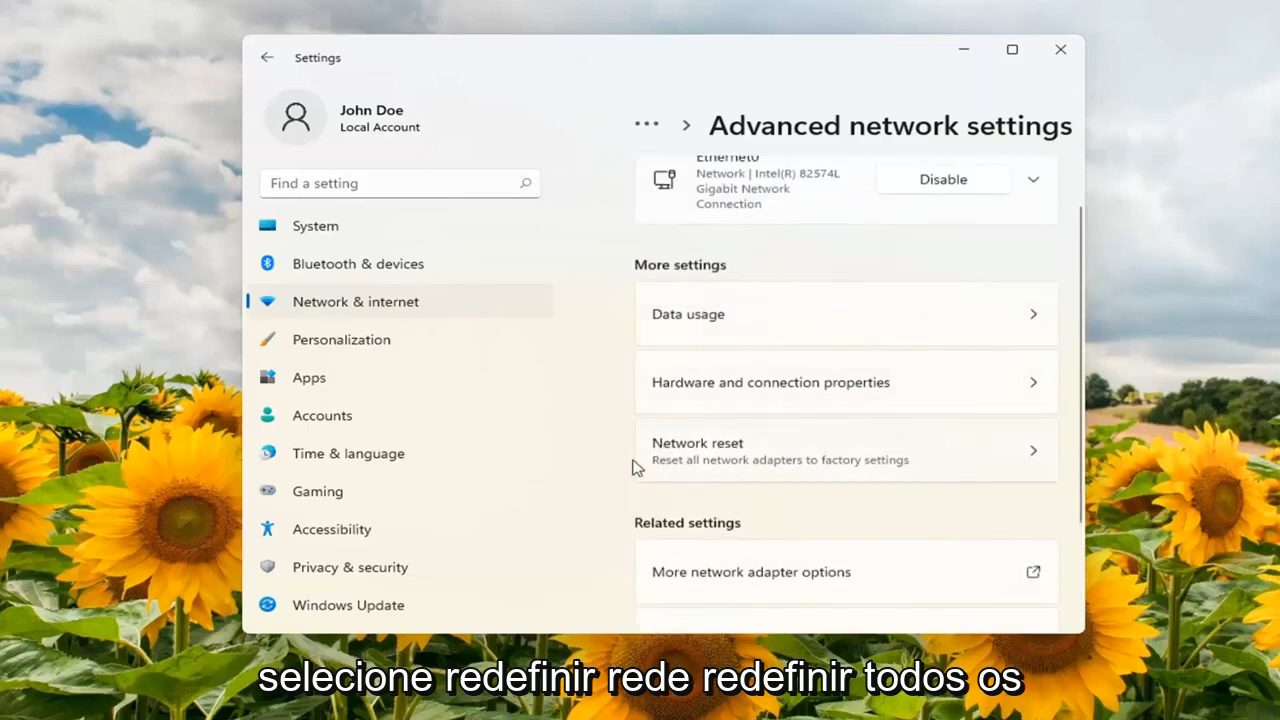 Settings
John Doe
Local Account
Find a setting
System
Bluetooth & devices
Network & internet
Personalization
Apps
Accounts
Time & language
Gaming
Accessibility
Privacy & security
Windows Update
... > Advanced network settings
Ethernet0
Network | Intel(R) 82574L
Gigabit Network
Connection
Disable
More settings
Data usage
Hardware and connection properties
Network reset
Reset all network adapters to factory settings
Related settings
More network adapter options
selecione redefinir rede redefinir todos os